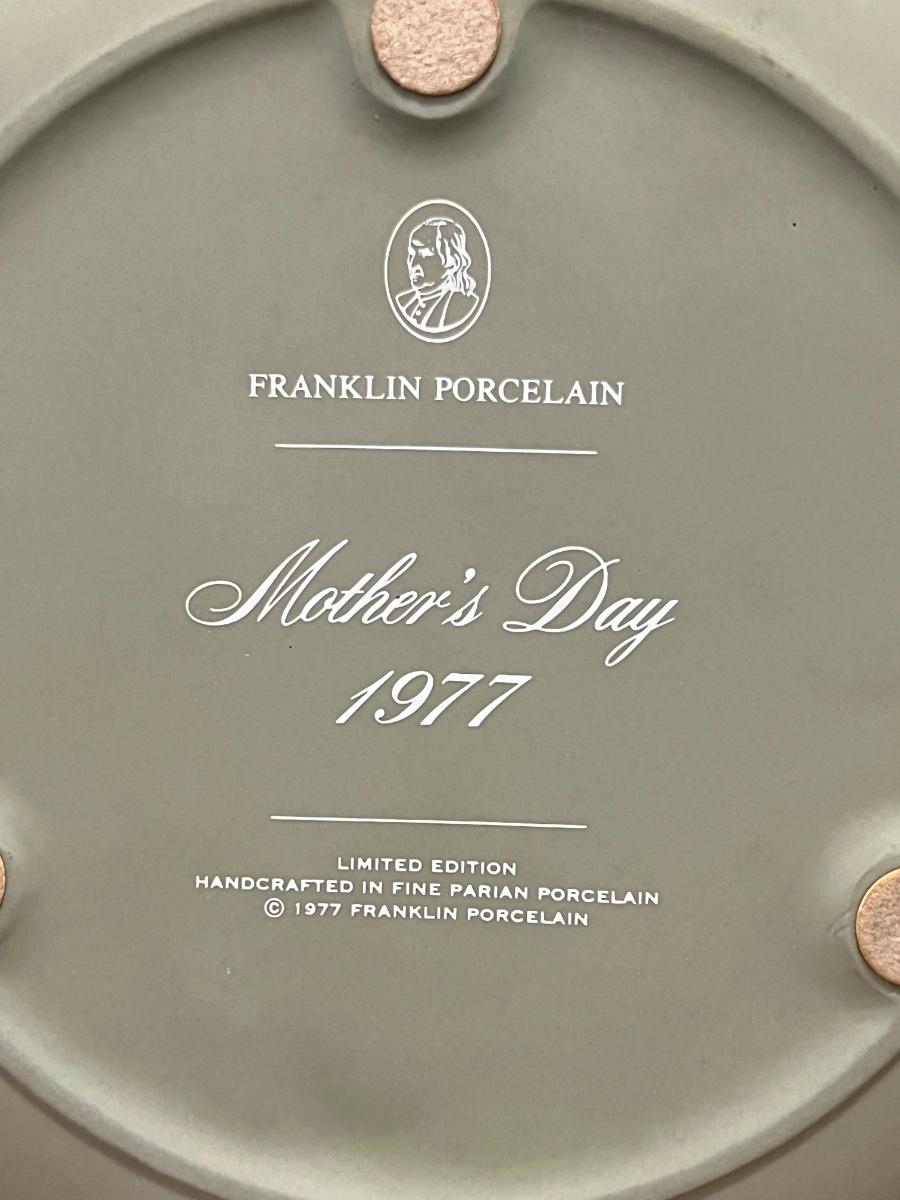 FRANKLIN PORCELAIN
Mother's Day
1977
LIMITED EDITION
HANDCRAFTED IN FINE PARIAN PORCELAIN
© 1977 FRANKLIN PORCELAIN